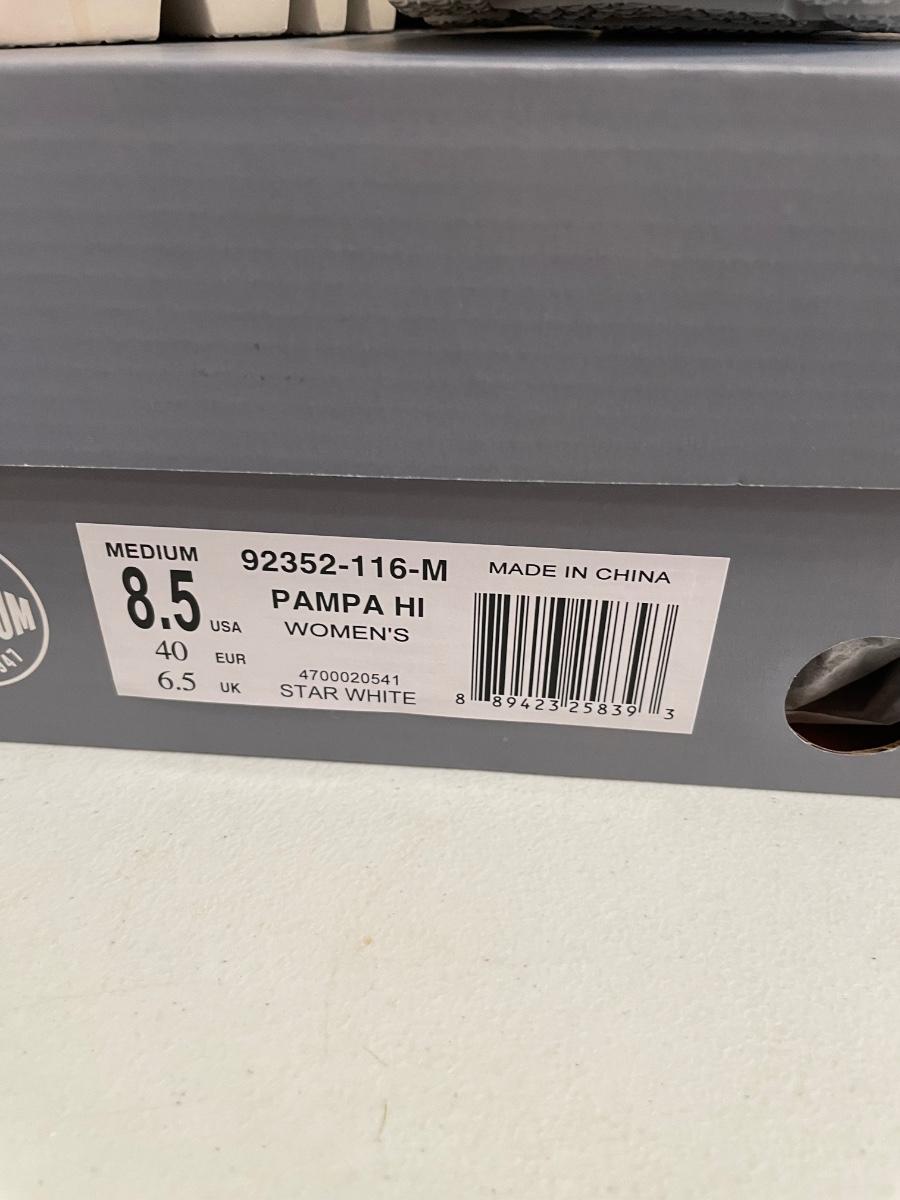 MEDIUM
8.5 USA
40 EUR
6.5 UK
92352-116-M
PAMPA HI
WOMEN'S
4700020541
STAR WHITE
MADE IN CHINA
8 89423 25839 3